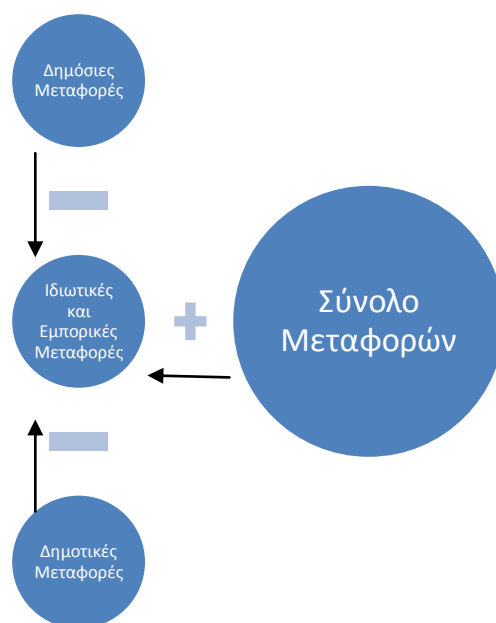 Δημόσιες
Μεταφορές
Ιδιωτικές
και
Εμπορικές
Μεταφορές
Σύνολο
Μεταφορών
Δημοτικές
Μεταφορές